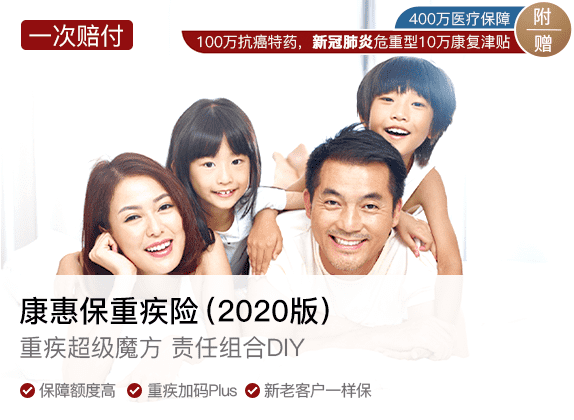 一次赔付
400万医疗保障
100万抗癌特药，新冠肺炎危重型10万康复津贴
附赠
康惠保重疾险（2020版）
重疾超级魔方 责任组合DIY
保障额度高 重疾加码Plus 新老客户一样保